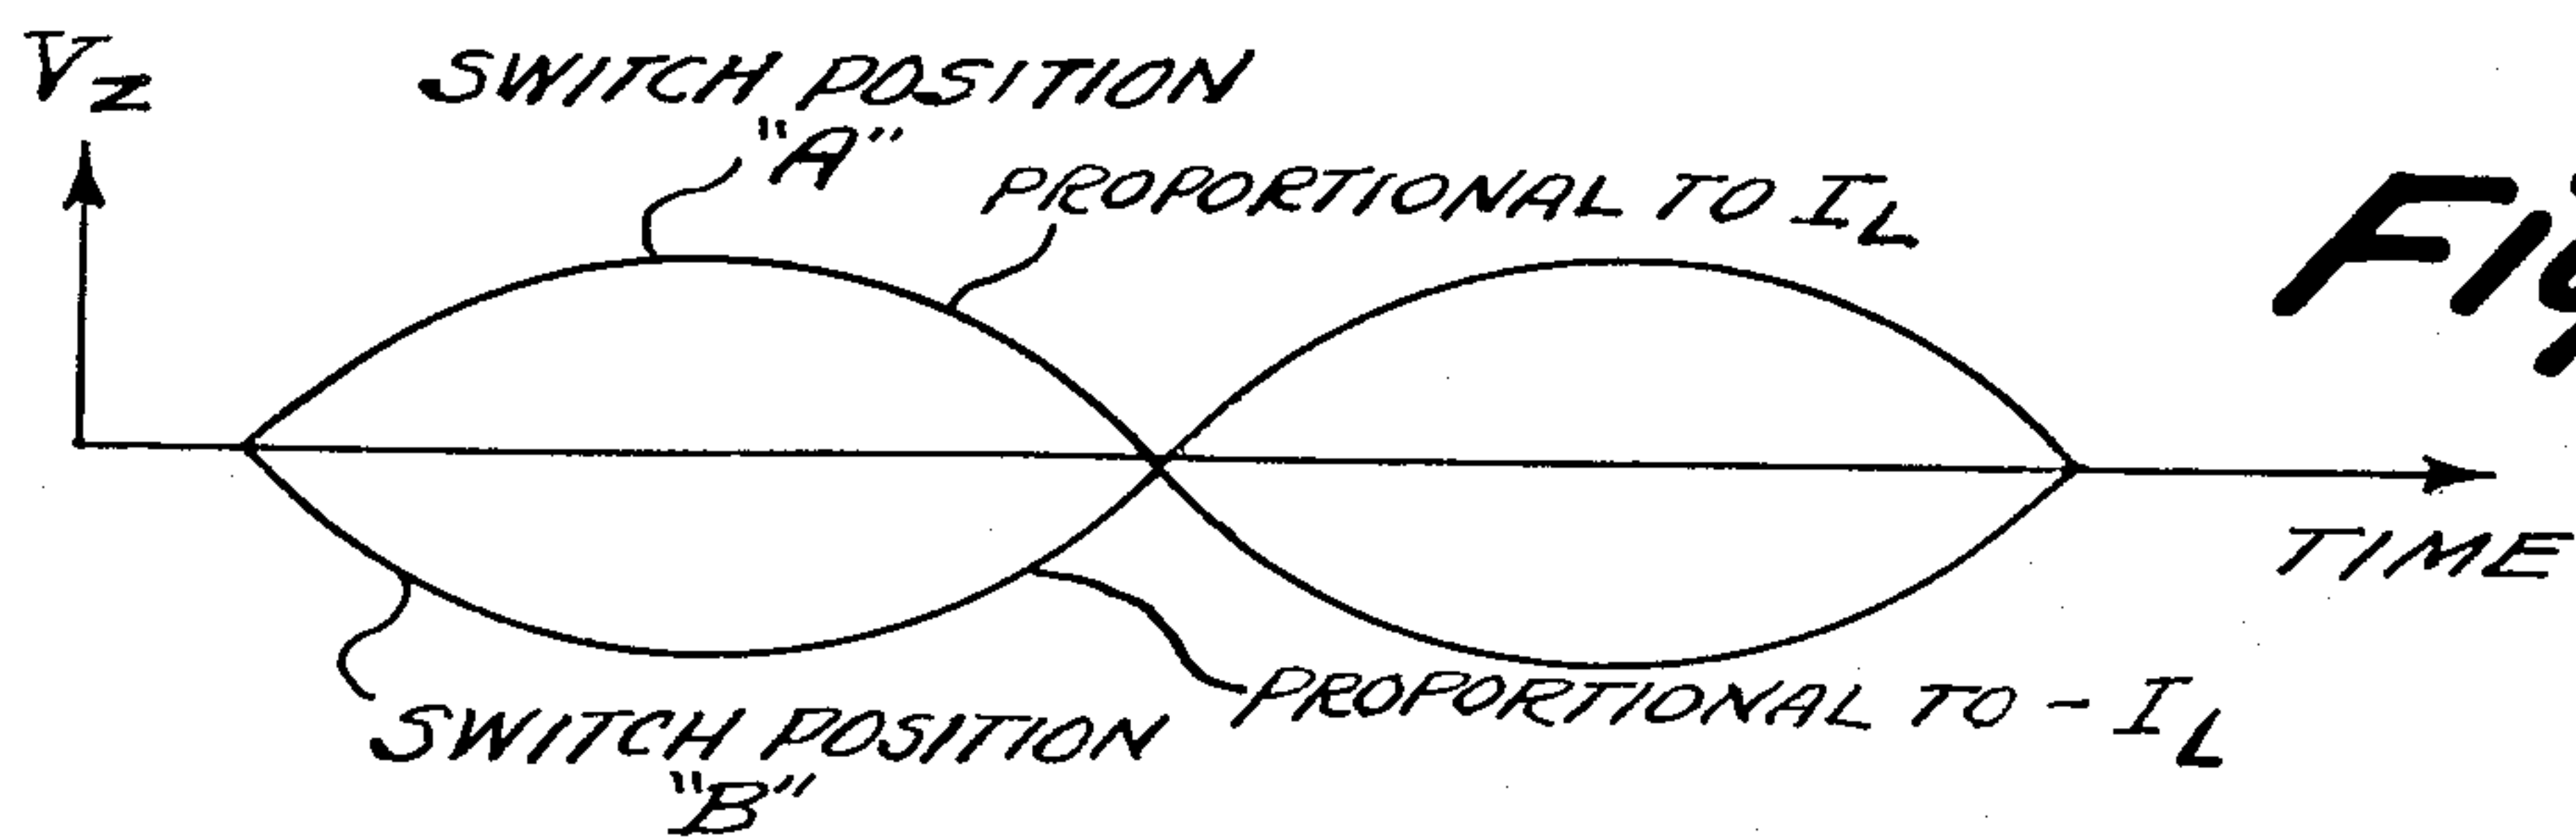 Vz
SWITCH POSITION
"A"
PROPORTIONAL TO IL
TIME
SWITCH POSITION
"B"
PROPORTIONAL TO - IL